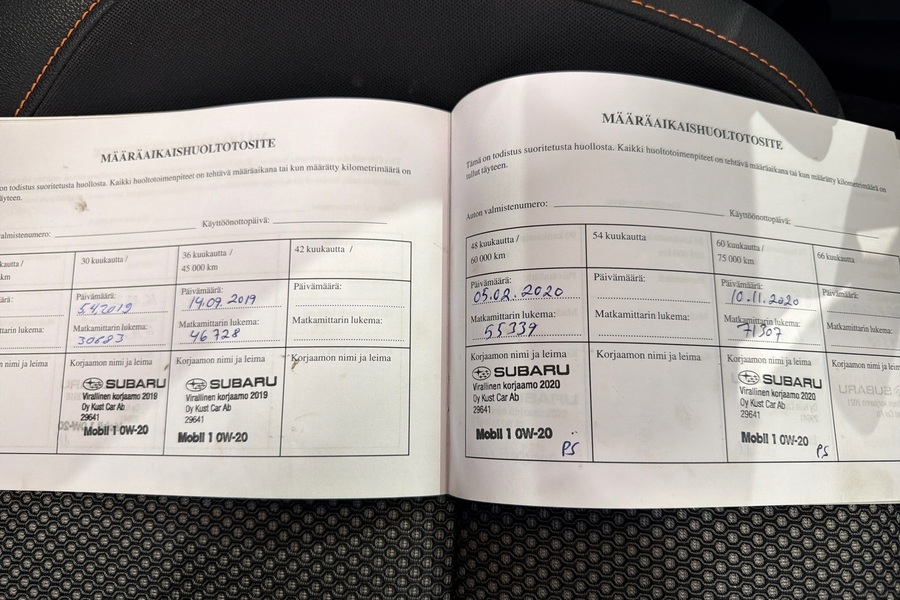 MÄÄRÄAIKAISHUOLTOTOSITE
on todistus suoritetusta huollosta. Kaikki huoltotoimenpiteet on tehtävä määräaikana tai kun määrätty kilometrimäärä on
äyteen.
valmistenumero:
Käyttöönottopäivä:
kuukautta /
km
30 kuukautta /
36 kuukautta /
45 000 km
42 kuukautta /
Päivämäärä:
5.4.2019
Päivämäärä:
14.09.2019
Päivämäärä:
Matkamittarin lukema:
30683
Matkamittarin lukema:
46 728
Matkamittarin lukema:
Korjaamon nimi ja leima
SUBARU
Virallinen korjaamo 2019
Oy Kust Car Ab
29641
Mobil 1 0W-20
Korjaamon nimi ja leima
SUBARU
Virallinen korjaamo 2019
Oy Kust Car Ab
29641
Mobil 1 0W-20
Korjaamon nimi ja leima
MÄÄRÄAIKAISHUOLTOTOSITE
Tämä on todistus suoritetusta huollosta. Kaikki huoltotoimenpiteet on tehtävä määräaikana tai kun määrätty kilometrimäärä on
tullut täyteen.
Auton valmistenumero:
Käyttöönottopäivä:
48 kuukautta /
60 000 km
54 kuukautta
60 kuukautta /
75 000 km
66 kuukautta
Päivämäärä:
05.02.2020
Päivämäärä:
Päivämäärä:
10.11.2020
Päivämäärä:
Matkamittarin lukema:
55339
Matkamittarin lukema:
Matkamittarin lukema:
71307
Matkamittarin lukema:
Korjaamon nimi ja leima
SUBARU
Virallinen korjaamo 2020
Oy Kust Car Ab
29641
Mobil 1 0W-20
PS
Korjaamon nimi ja leima
Korjaamon nimi ja leima
SUBARU
Virallinen korjaamo 2020
Oy Kust Car Ab
29641
Mobil 1 0W-20
PS
Korjaamon nimi ja